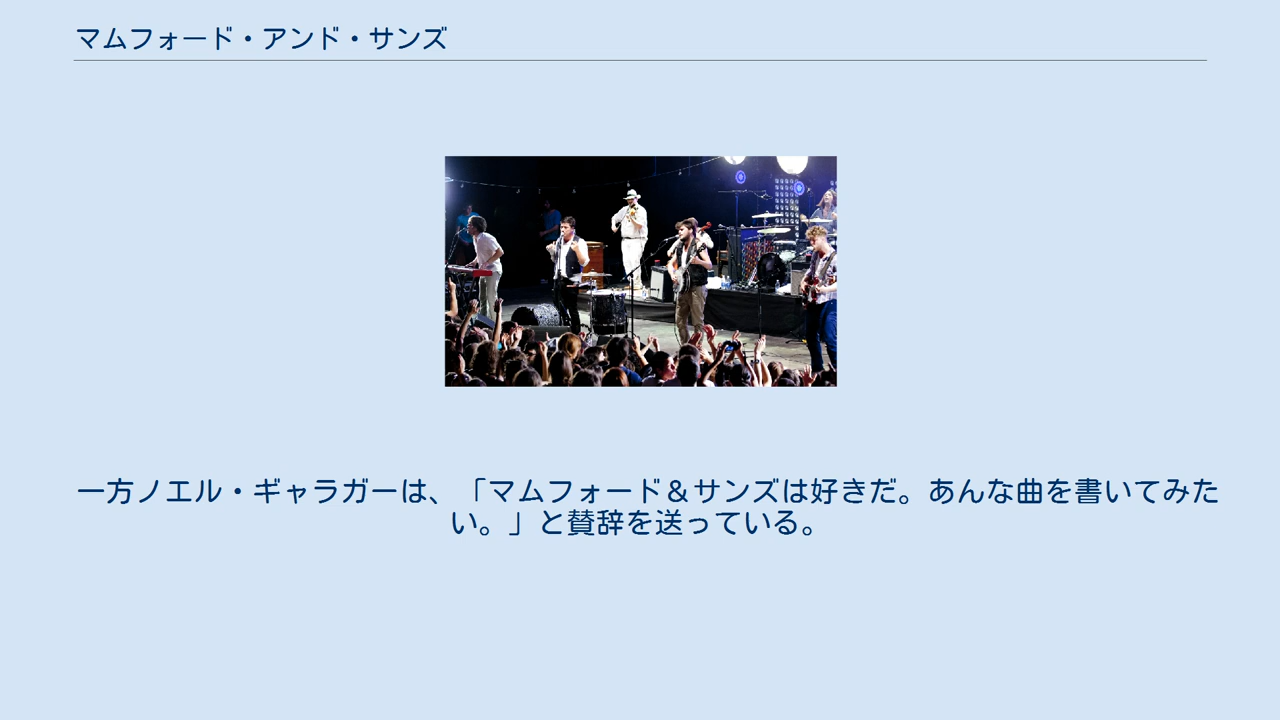 マムフォード・アンド・サンズ
一方ノエル・ギャラガーは、「マムフォード＆サンズは好きだ。あんな曲を書いてみた
い。」と賛辞を送っている。